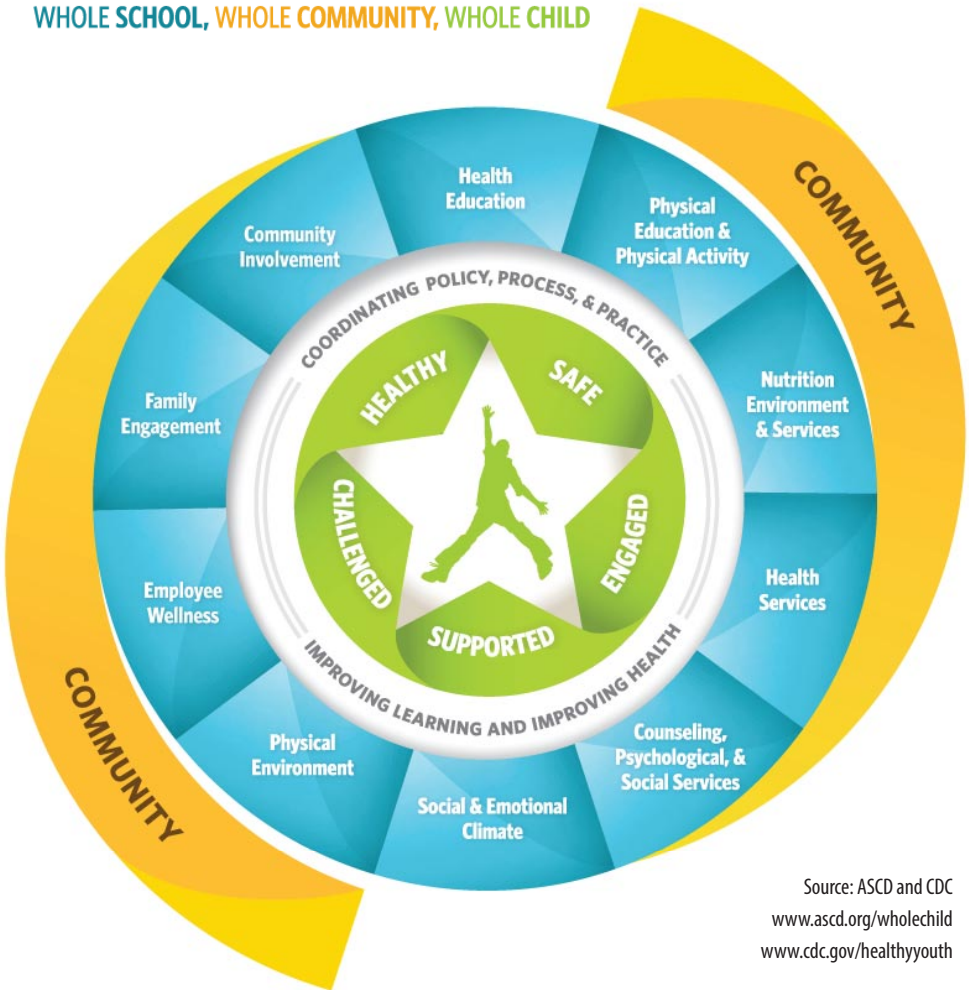 WHOLE SCHOOL, WHOLE COMMUNITY, WHOLE CHILD
COMMUNITY
Health
Education
Physical
Education &
Physical Activity
Nutrition
Environment
& Services
Health
Services
Counseling,
Psychological, &
Social Services
Social & Emotional
Climate
Physical
Environment
Employee
Wellness
Family
Engagement
Community
Involvement
COORDINATING POLICY, PROCESS, & PRACTICE
IMPROVING LEARNING AND IMPROVING HEALTH
HEALTHY
SAFE
ENGAGED
SUPPORTED
CHALLENGED
COMMUNITY
Source: ASCD and CDC
www.ascd.org/wholechild
www.cdc.gov/healthyyouth